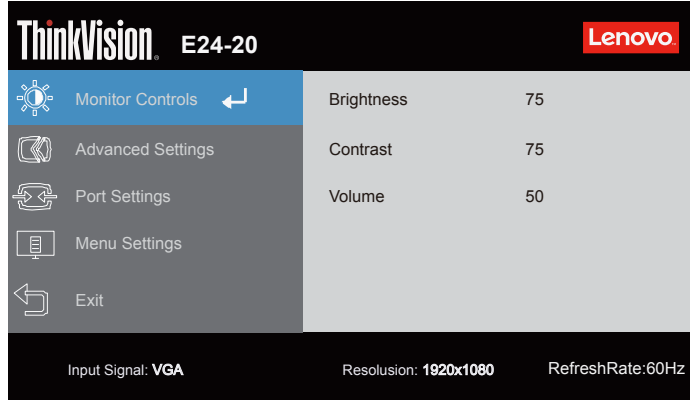 ThinkVision. E24-20 Lenovo.
Monitor Controls Brightness 75
Advanced Settings Contrast 75
Port Settings Volume 50
Menu Settings
Exit
Input Signal: VGA Resolusion: 1920x1080 RefreshRate:60Hz